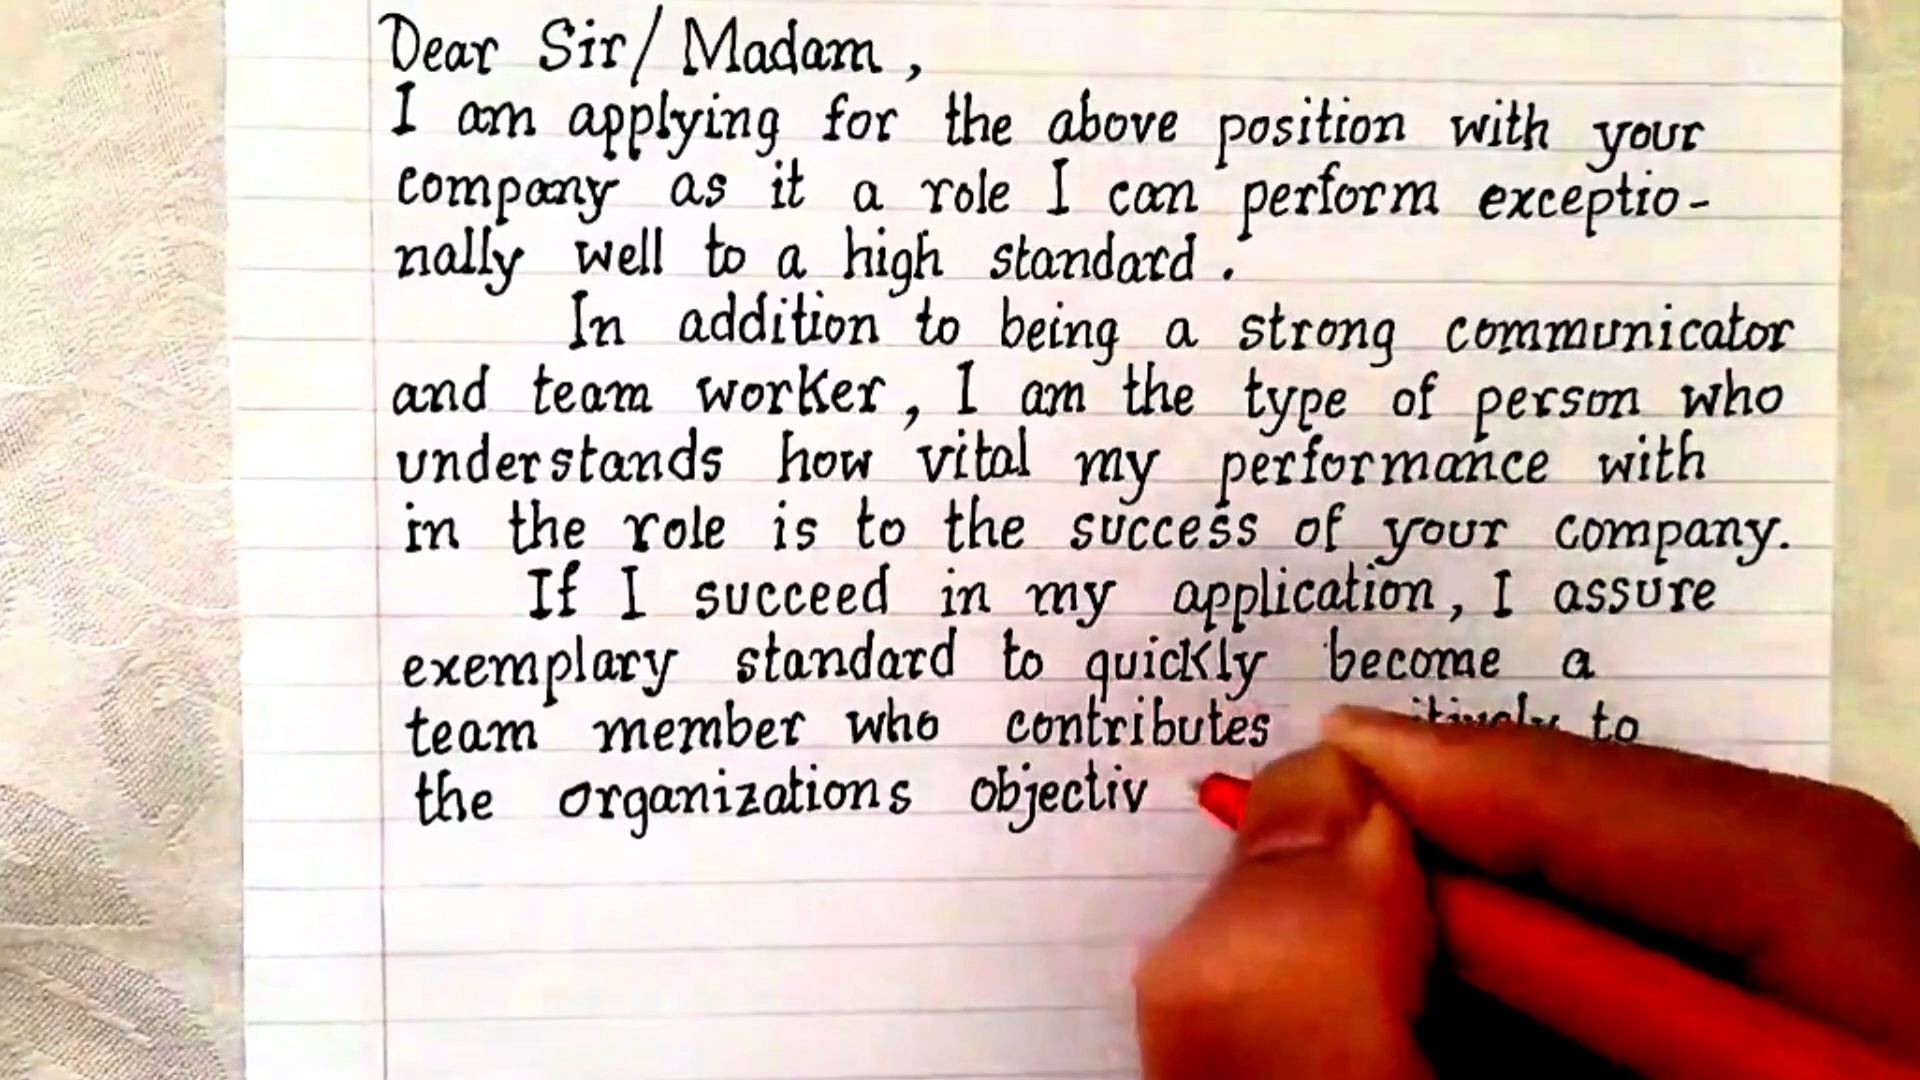 Dear Sir/ Madam,
I am applying for the above position with your
company as it a role I can perform exceptio-
nally well to a high standard.
In addition to being a strong communicator
and team worker, I am the type of person who
understands how vital my performance with
in the role is to the success of your company.
If I succeed in my application, I assure
exemplary standard to quickly become a
team member who contributes to
the organizations objectiv